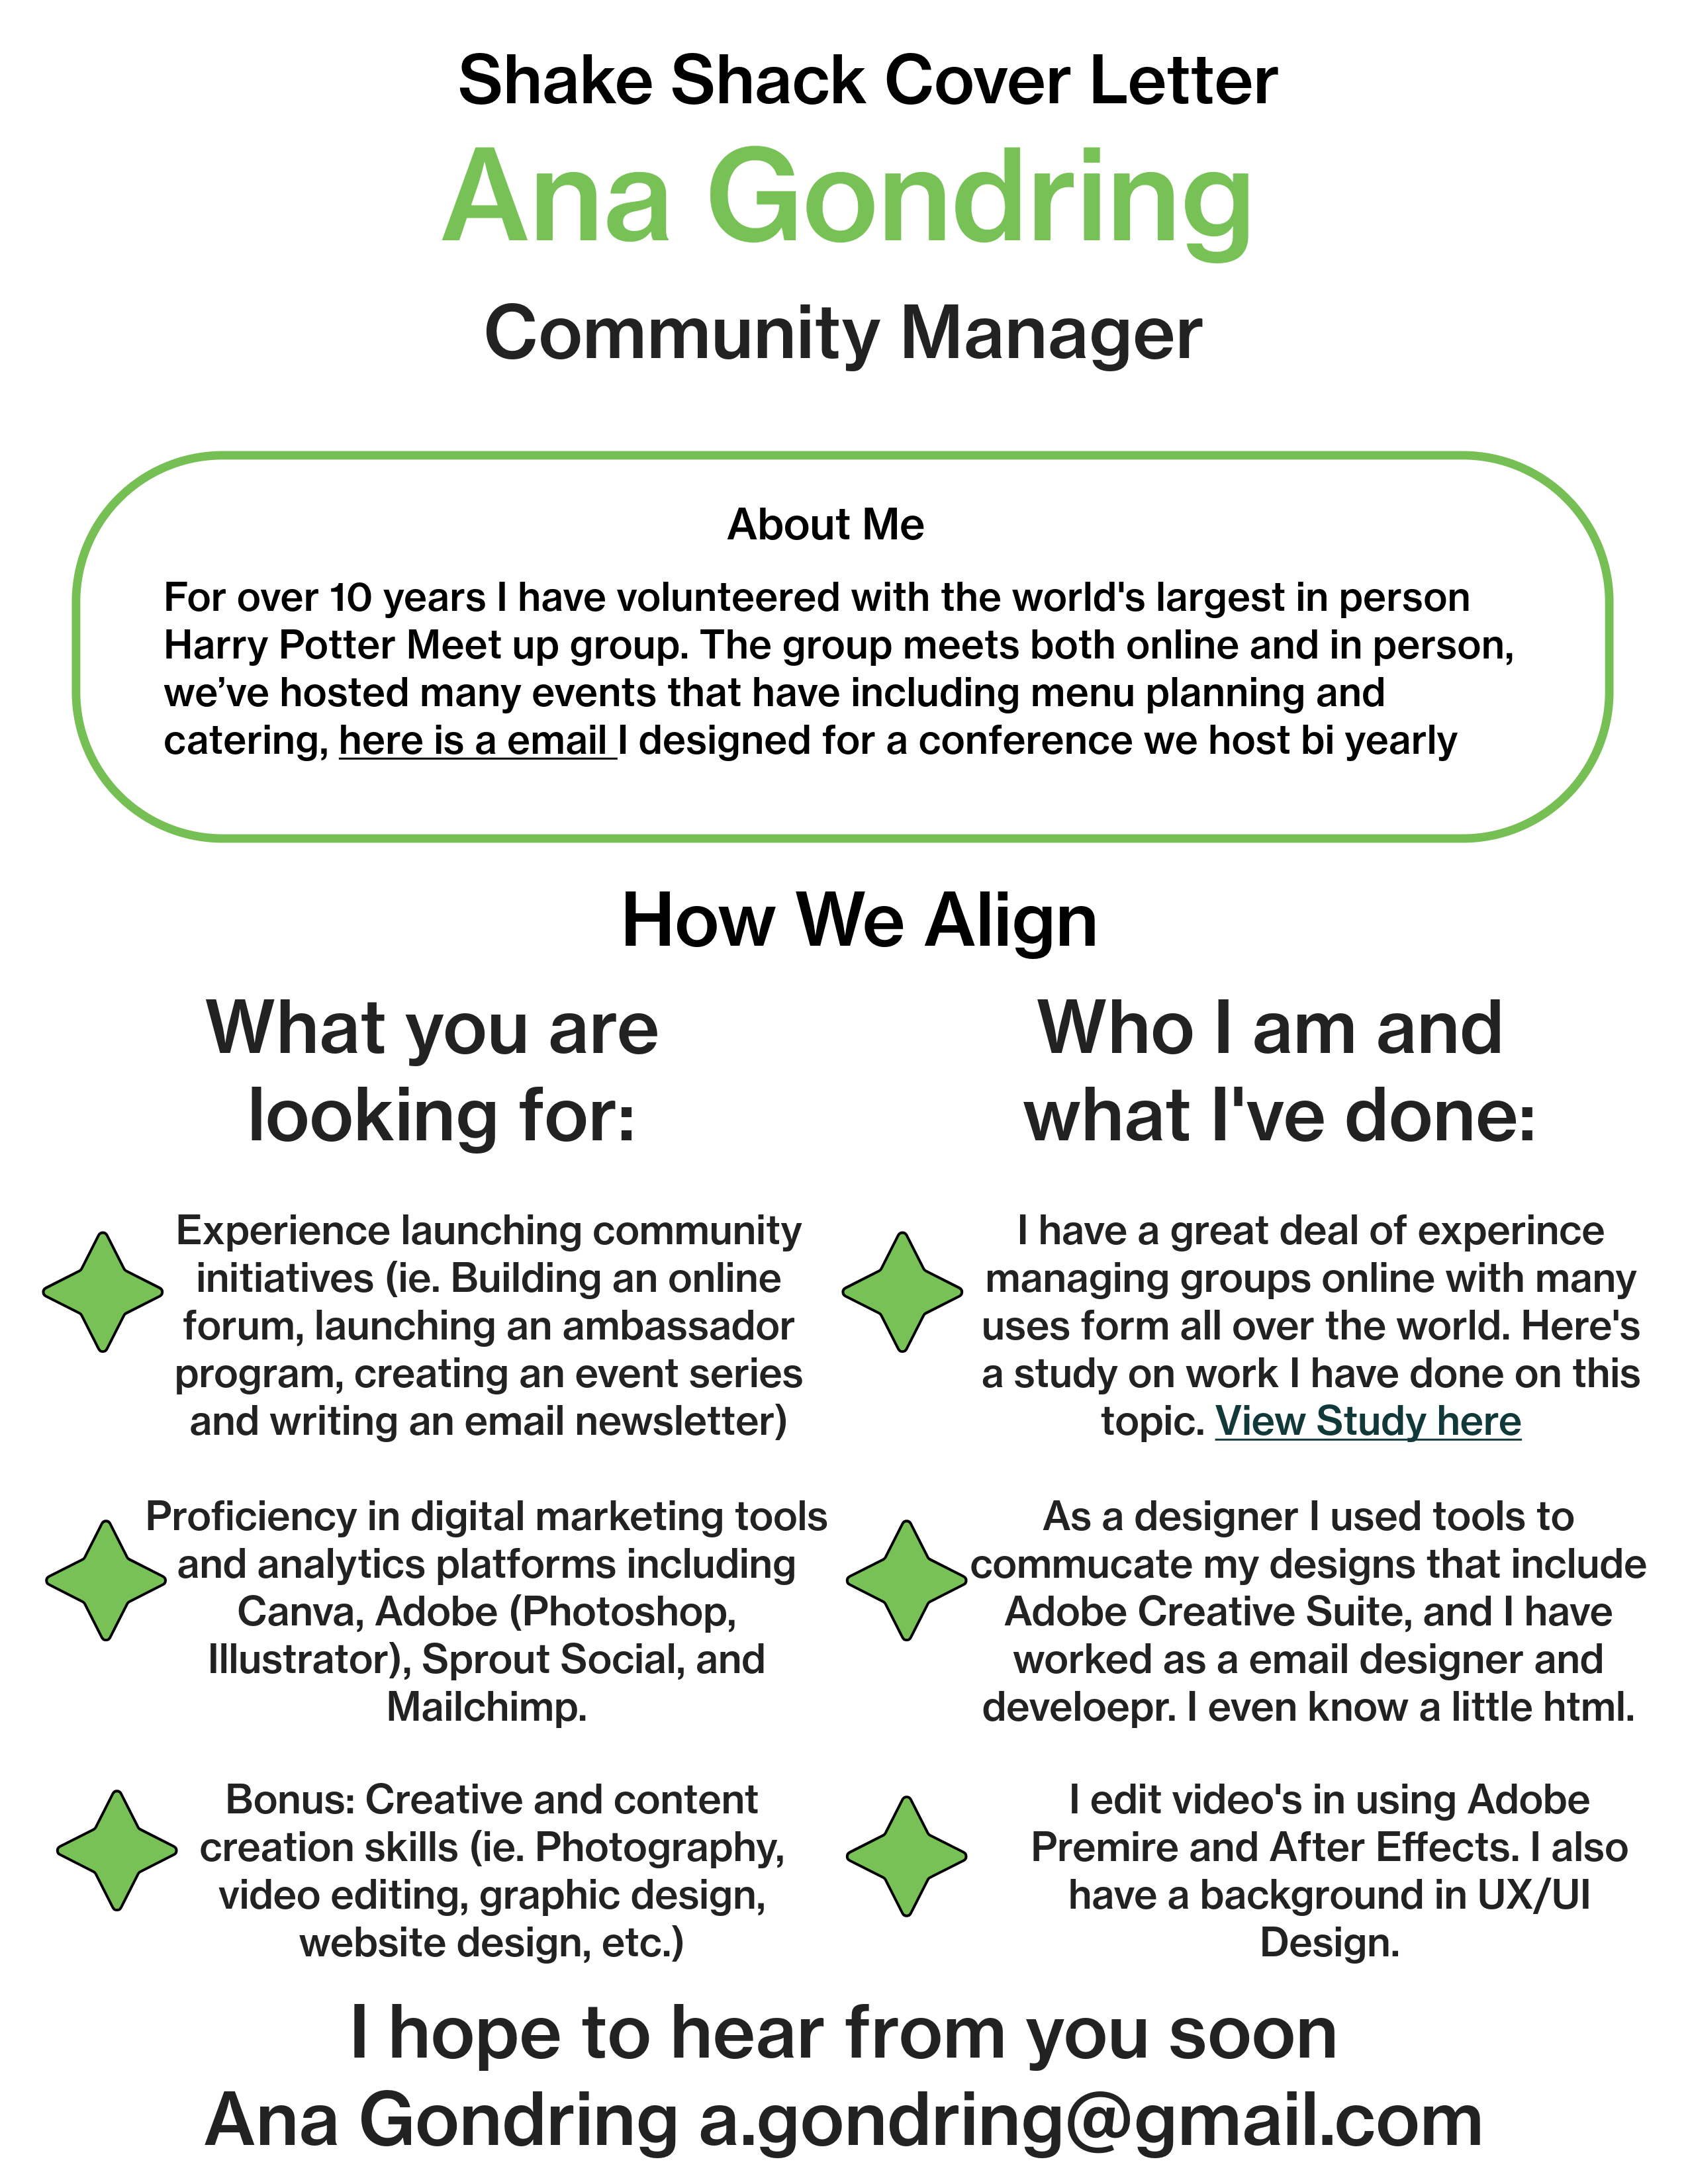 Shake Shack Cover Letter
Ana Gondring
Community Manager
About Me
For over 10 years I have volunteered with the world's largest in person
Harry Potter Meet up group. The group meets both online and in person,
we’ve hosted many events that have including menu planning and
catering, here is a email I designed for a conference we host bi yearly
How We Align
What you are
looking for:
Experience launching community
initiatives (ie. Building an online
forum, launching an ambassador
program, creating an event series
and writing an email newsletter)
Proficiency in digital marketing tools
and analytics platforms including
Canva, Adobe (Photoshop,
Illustrator), Sprout Social, and
Mailchimp.
Bonus: Creative and content
creation skills (ie. Photography,
video editing, graphic design,
website design, etc.)
Who I am and
what I've done:
I have a great deal of experince
managing groups online with many
uses form all over the world. Here's
a study on work I have done on this
topic. View Study here
As a designer I used tools to
commucate my designs that include
Adobe Creative Suite, and I have
worked as a email designer and
develoepr. I even know a little html.
I edit video's in using Adobe
Premire and After Effects. I also
have a background in UX/UI
Design.
I hope to hear from you soon
Ana Gondring a.gondring@gmail.com